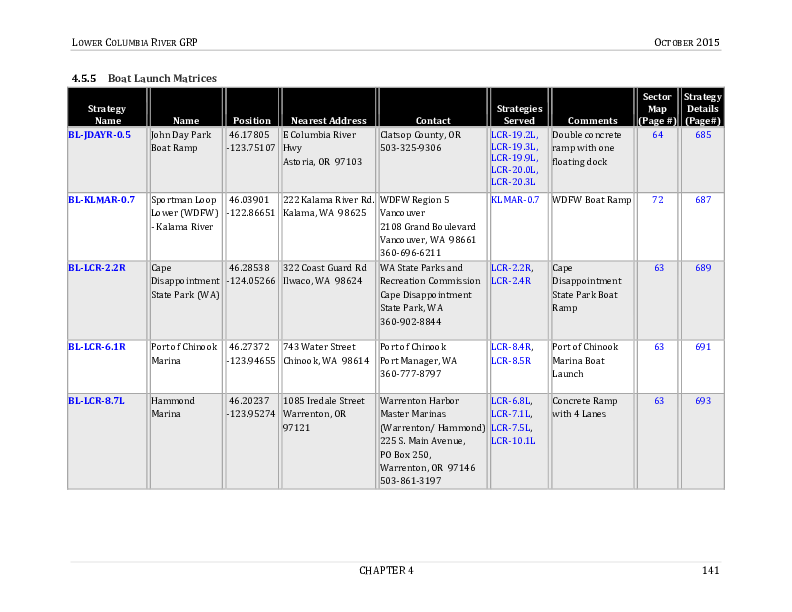 LOWER COLUMBIA RIVER GRP OCTOBER 2015
4.5.5 Boat Launch Matrices
Strategy Name Name Position Nearest Address Contact Strategies Served Comments Sector Map (Page #) Strategy Details (Page#)
BL-JDAYR-0.5 John Day Park 46.17805 E Columbia River Clatsop County, OR LCR-19.2L, Double concrete 64 685
Boat Ramp -123.75107 Hwy 503-325-9306 LCR-19.3L, ramp with one
Astoria, OR 97103 LCR-19.9L, floating dock
LCR-20.0L,
LCR-20.3L
BL-KLMAR-0.7 Sportman Loop 46.03901 222 Kalama River Rd. WDFW Region 5 KLMAR-0.7 WDFW Boat Ramp 72 687
Lower (WDFW) -122.86651 Kalama, WA 98625 Vancouver
- Kalama River 2108 Grand Boulevard
Vancouver, WA 98661
360-696-6211
BL-LCR-2.2R Cape 46.28538 322 Coast Guard Rd WA State Parks and LCR-2.2R, Cape 63 689
Disappointment -124.05266 Ilwaco, WA 98624 Recreation Commission LCR-2.4R Disappointment
State Park (WA) Cape Disappointment State Park Boat
State Park, WA Ramp
360-902-8844
BL-LCR-6.1R Port of Chinook 46.27372 743 Water Street Port of Chinook LCR-8.4R, Port of Chinook 63 691
Marina -123.94655 Chinook, WA 98614 Port Manager, WA LCR-8.5R Marina Boat
360-777-8797 Launch
BL-LCR-8.7L Hammond 46.20237 1085 Iredale Street Warrenton Harbor LCR-6.8L, Concrete Ramp 63 693
Marina -123.95274 Warrenton, OR Master Marinas LCR-7.1L, with 4 Lanes
97121 (Warrenton/ Hammond) LCR-7.5L,
225 S. Main Avenue, LCR-10.1L
PO Box 250,
Warrenton, OR 97146
503-861-3197
CHAPTER 4 141